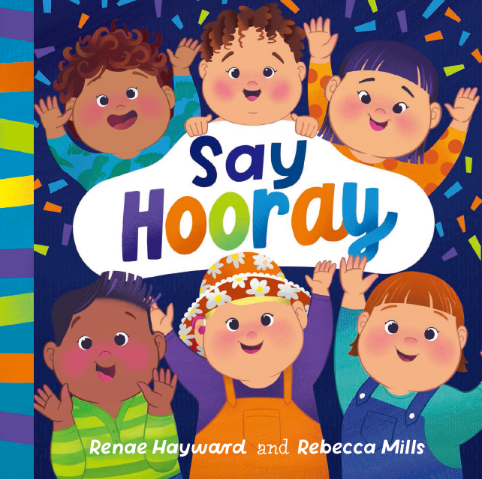 Say
Hooray
Renae Hayward and Rebecca Mills